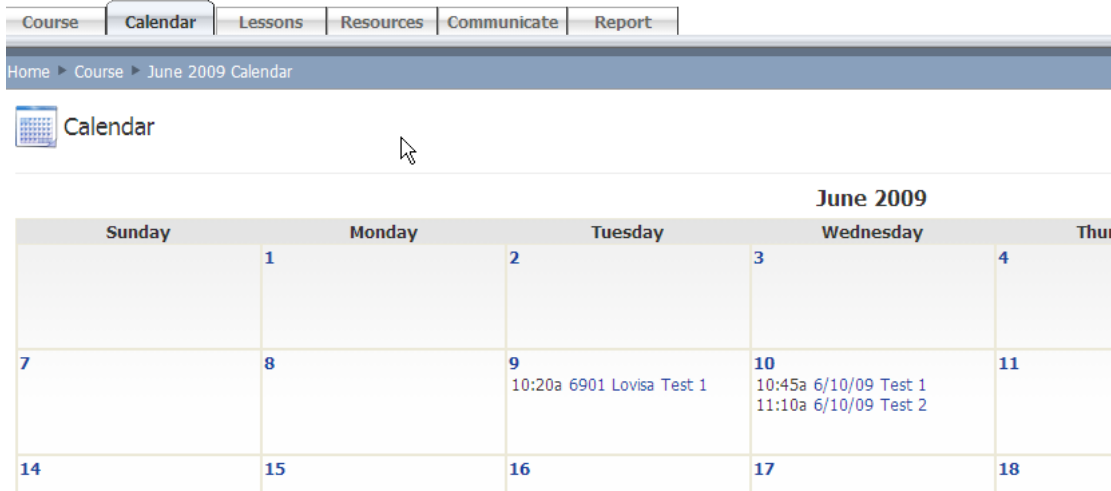 Course Calendar Lessons Resources Communicate Report
Home Course June 2009 Calendar
Calendar
June 2009
Sunday Monday Tuesday Wednesday
1 2 3 4
7 8 9 10 11
10:20a 6901 Lovisa Test 1 10:45a 6/10/09 Test 1
11:10a 6/10/09 Test 2
14 15 16 17 18